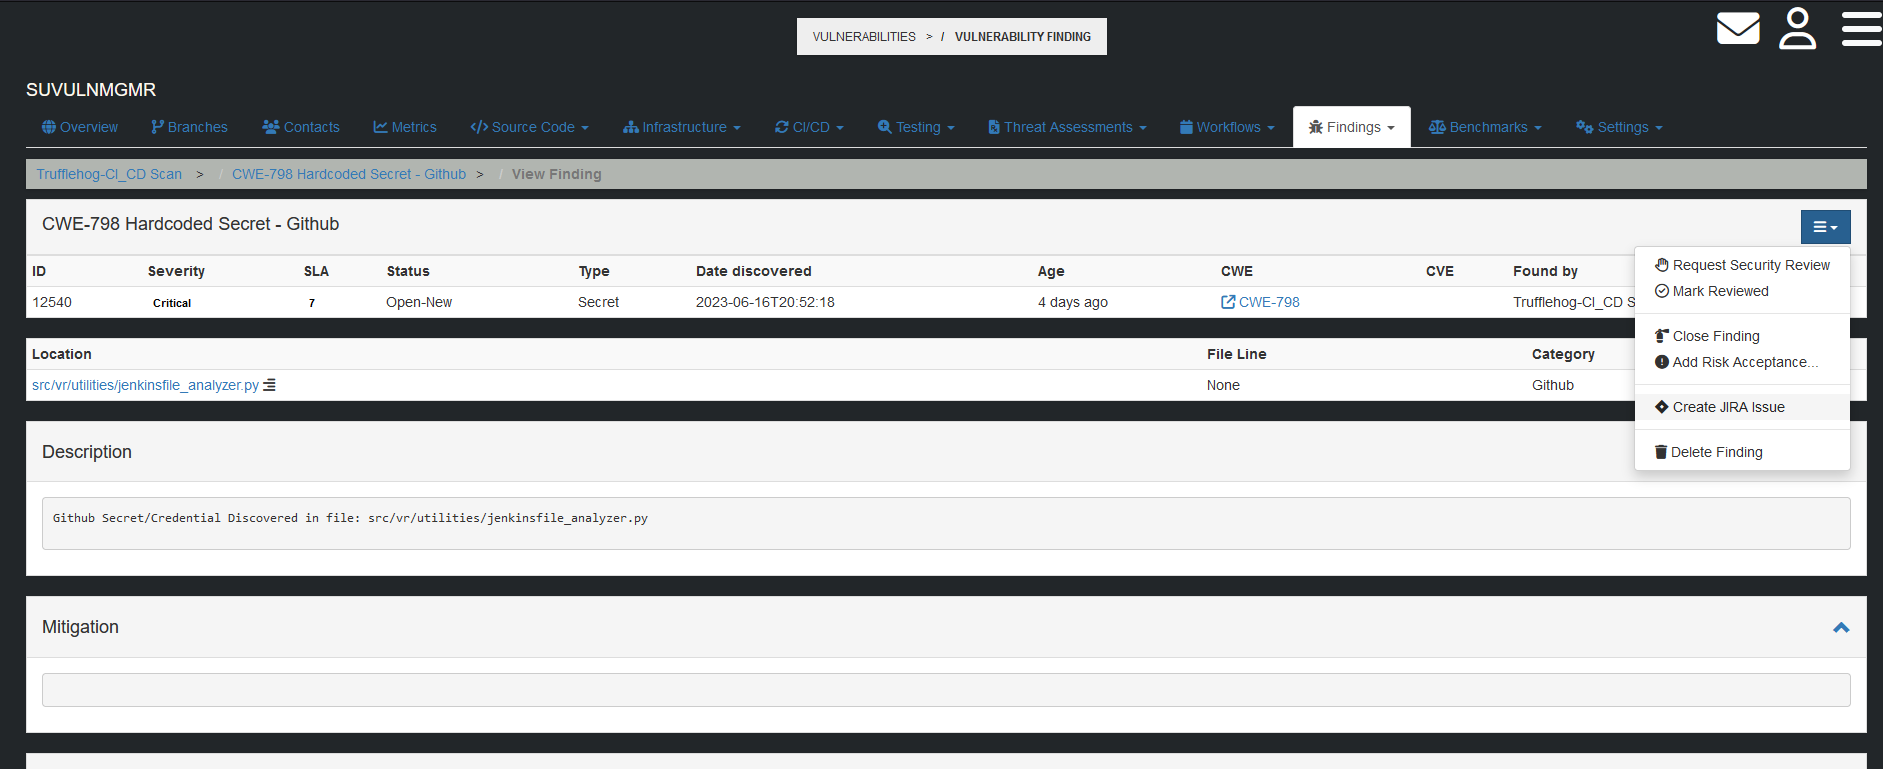 VULNERABILITIES > / VULNERABILITY FINDING
SUVULNMGMR
Overview Branches Contacts Metrics Source Code Infrastructure CI/CD Testing Threat Assessments Workflows Findings Benchmarks Settings
Trufflehog-CI_CD Scan > / CWE-798 Hardcoded Secret - Github > / View Finding
CWE-798 Hardcoded Secret - Github
ID Severity SLA Status Type Date discovered Age CWE CVE Found by
12540 Critical 7 Open-New Secret 2023-06-16T20:52:18 4 days ago CWE-798 Trufflehog-CI_CD S
Request Security Review
Mark Reviewed
Close Finding
Add Risk Acceptance...
Create JIRA Issue
Delete Finding
Location File Line Category
src/vr/utilities/jenkinsfile_analyzer.py None Github
Description
Github Secret/Credential Discovered in file: src/vr/utilities/jenkinsfile_analyzer.py
Mitigation